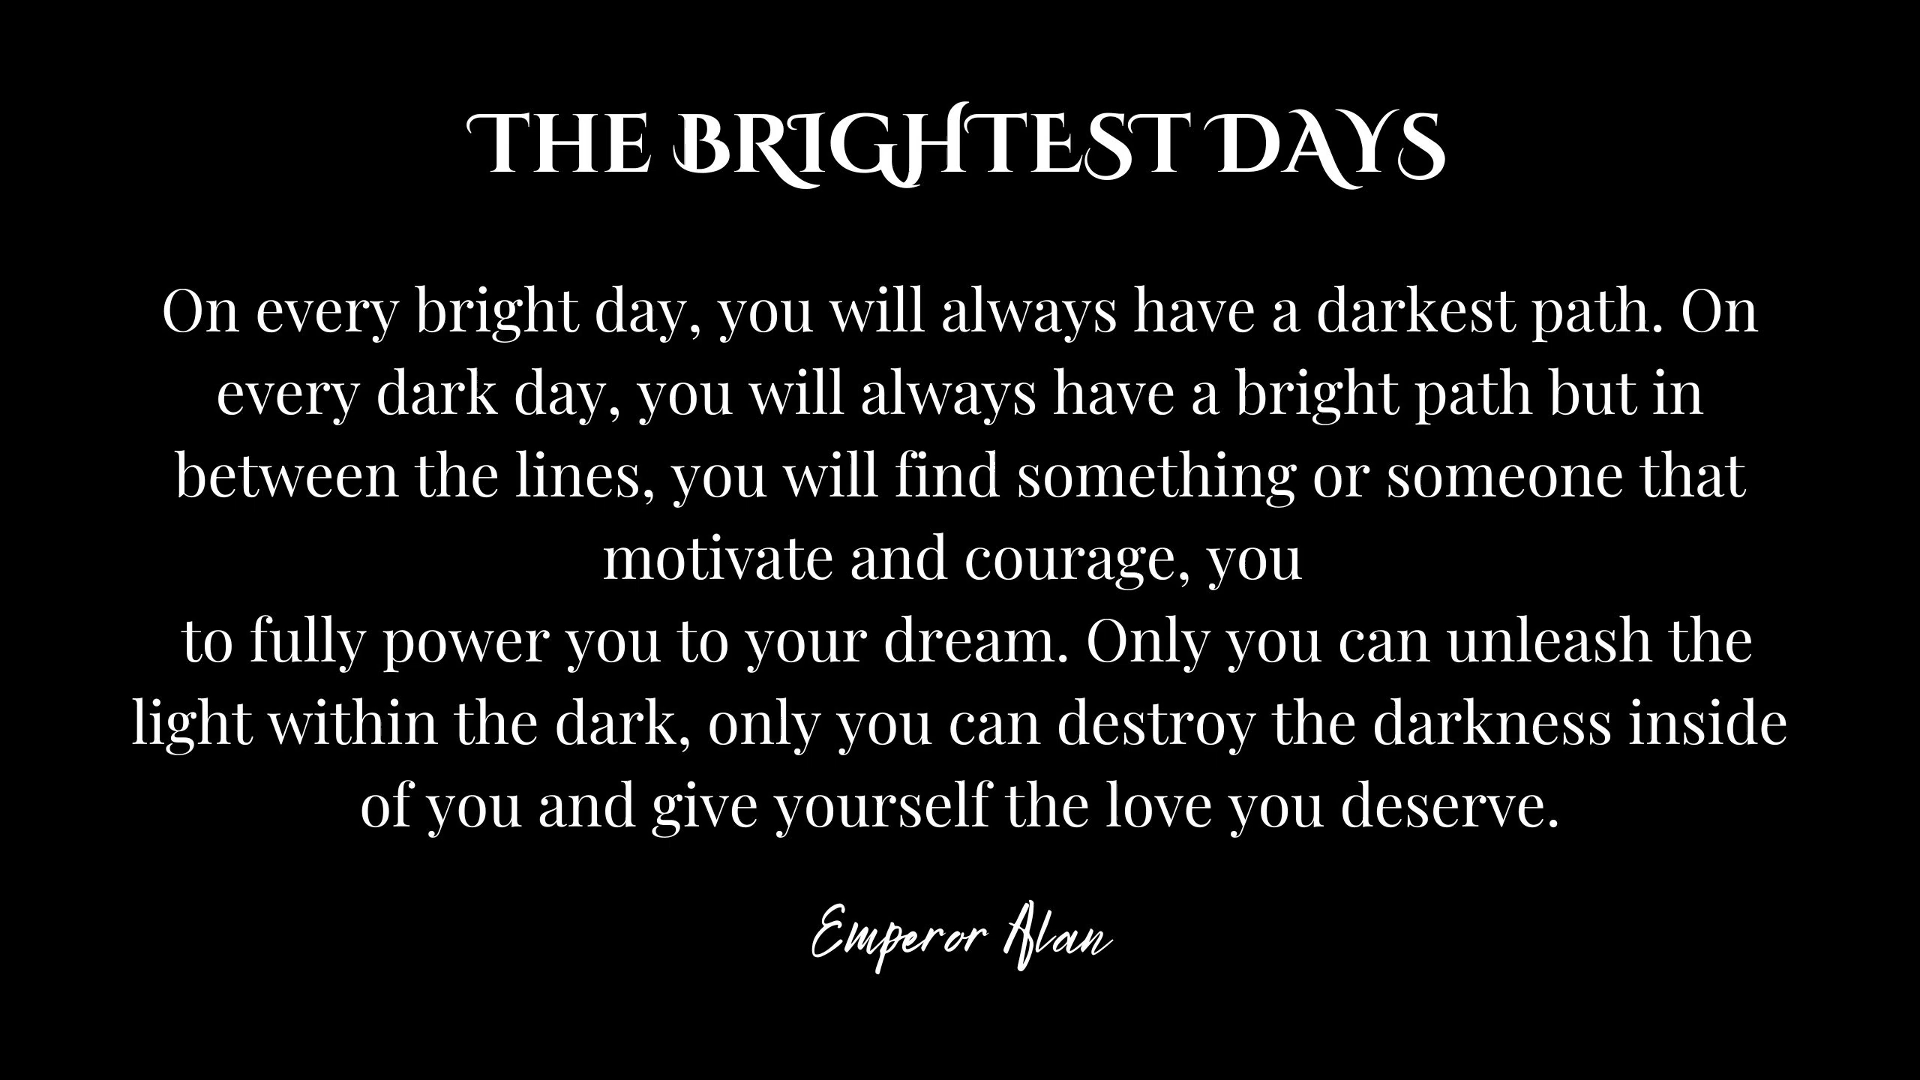 THE BRIGHTEST DAYS
On every bright day, you will always have a darkest path. On
every dark day, you will always have a bright path but in
between the lines, you will find something or someone that
motivate and courage, you
to fully power you to your dream. Only you can unleash the
light within the dark, only you can destroy the darkness inside
of you and give yourself the love you deserve.
Emperor Alan